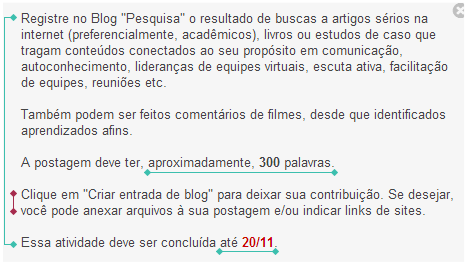 Registre no Blog "Pesquisa" o resultado de buscas a artigos sérios na
internet (preferencialmente, acadêmicos), livros ou estudos de caso que
tragam conteúdos conectados ao seu propósito em comunicação,
autoconhecimento, lideranças de equipes virtuais, escuta ativa, facilitação
de equipes, reuniões etc.
Também podem ser feitos comentários de filmes, desde que identificados
aprendizados afins.
A postagem deve ter, aproximadamente, 300 palavras.
Clique em "Criar entrada de blog" para deixar sua contribuição. Se desejar,
você pode anexar arquivos à sua postagem e/ou indicar links de sites.
Essa atividade deve ser concluída até 20/11.